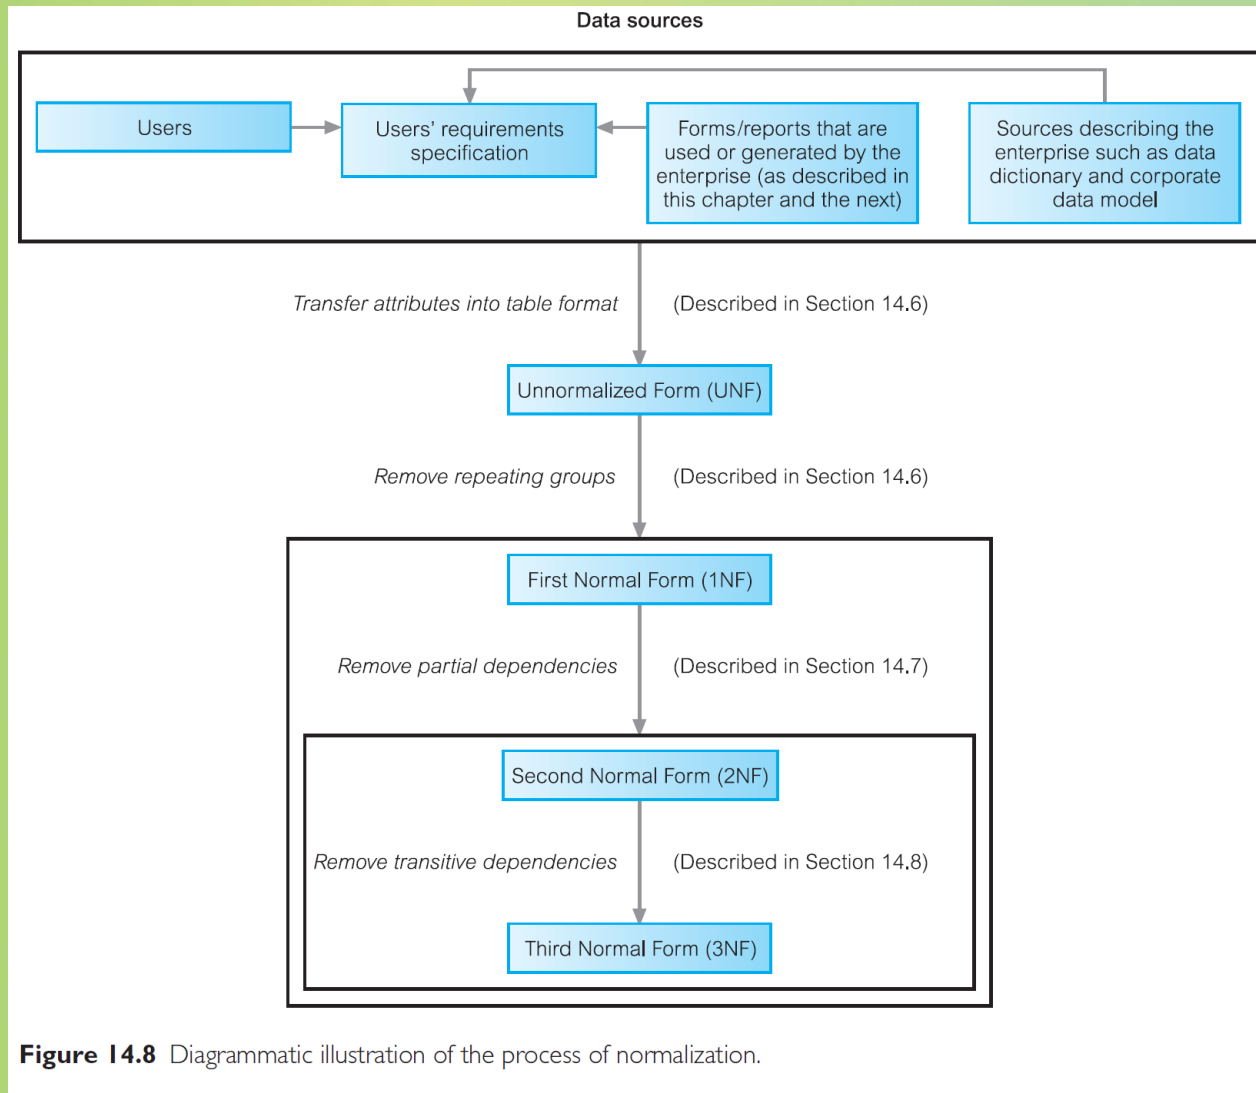 Data sources
Users
Users’ requirements
specification
Forms/reports that are
used or generated by the
enterprise (as described in
this chapter and the next)
Sources describing the
enterprise such as data
dictionary and corporate
data model
Transfer attributes into table format
(Described in Section 14.6)
Unnormalized Form (UNF)
Remove repeating groups
(Described in Section 14.6)
First Normal Form (1NF)
Remove partial dependencies
(Described in Section 14.7)
Second Normal Form (2NF)
Remove transitive dependencies
(Described in Section 14.8)
Third Normal Form (3NF)
Figure 14.8 Diagrammatic illustration of the process of normalization.